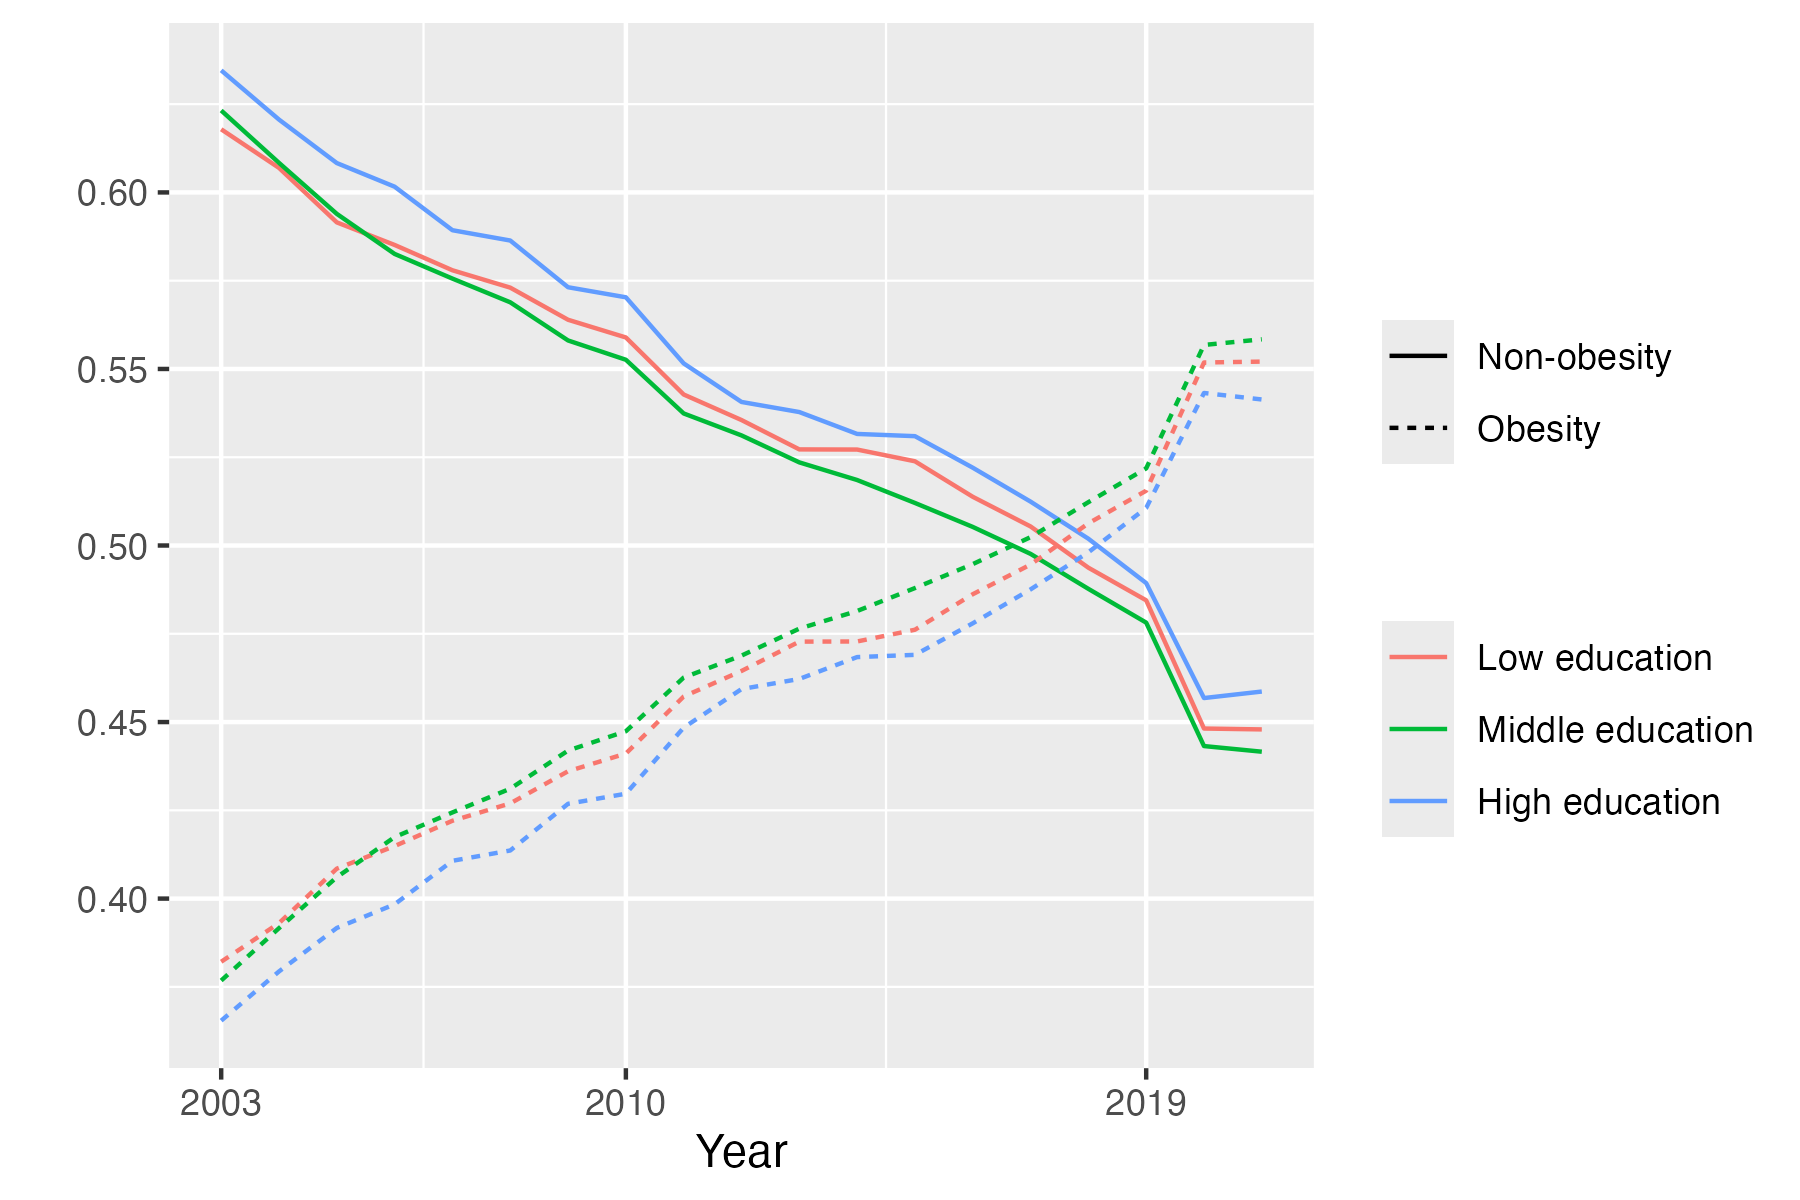 0.60
0.55
0.50
0.45
0.40
2003
2010
2019
Year
Non-obesity
Obesity
Low education
Middle education
High education